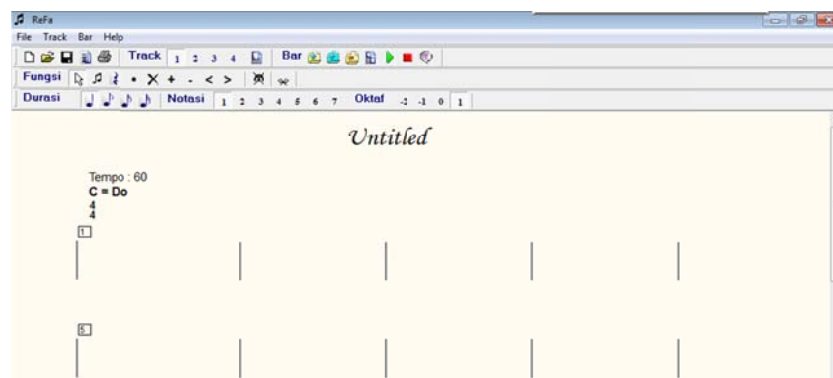 ReFa
File Track Bar Help
Track 1 2 3 4 Bar
Fungsi
Durasi Notasi 1 2 3 4 5 6 7 Oktaf -2 -1 0 1
Untitled
Tempo : 60
C = Do
4
4
1
5